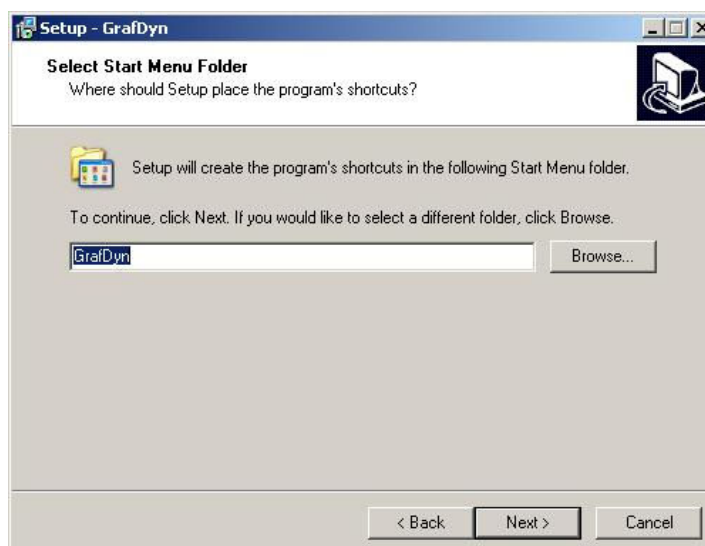 Setup - GrafDyn
Select Start Menu Folder
Where should Setup place the program's shortcuts?
Setup will create the program's shortcuts in the following Start Menu folder.
To continue, click Next. If you would like to select a different folder, click Browse.
GrafDyn
Browse...
< Back
Next >
Cancel